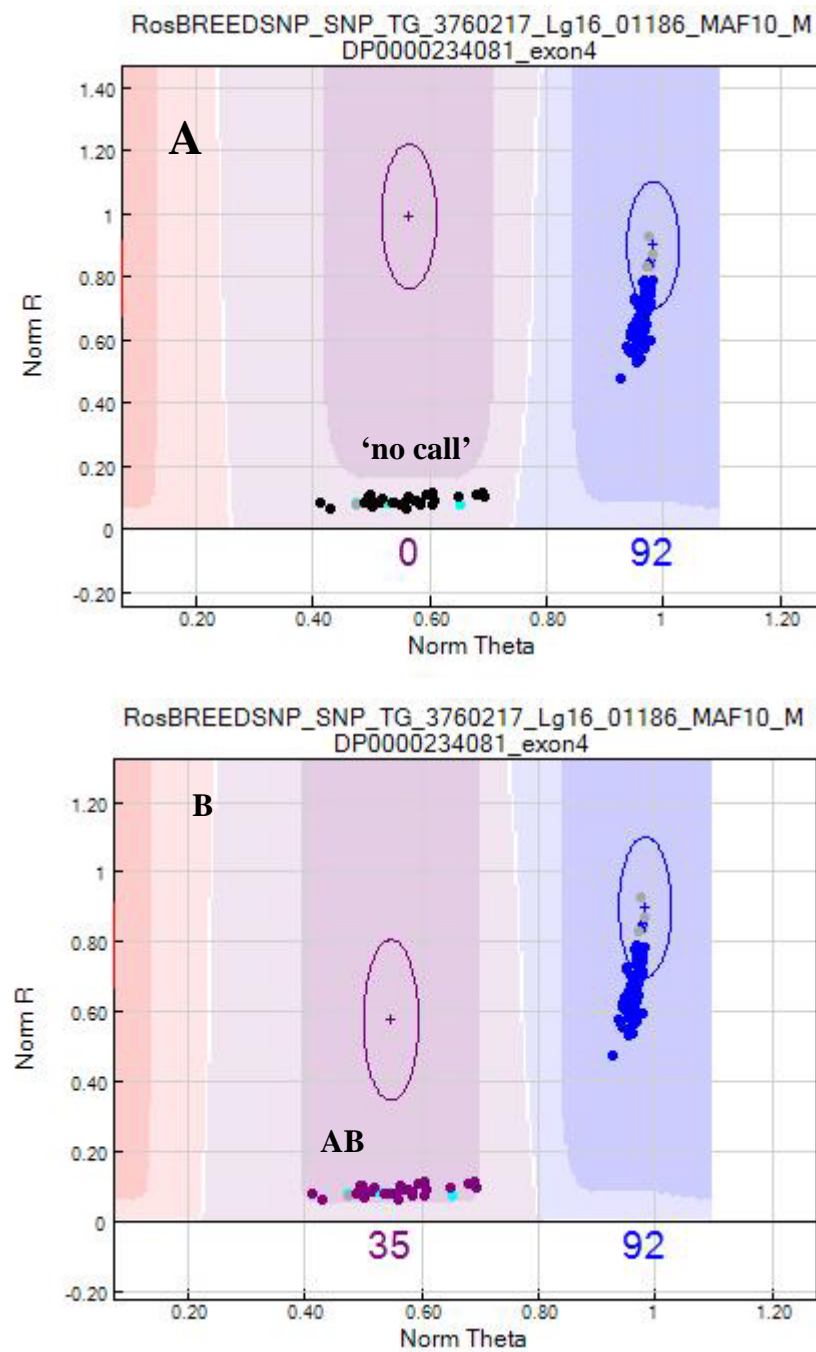 RosBREEDSNP_SNP_TG_3760217_Lg16_01186_MAF10_M
DP0000234081_exon4
A
1.40
1.20
1
0.80
0.60
0.40
0.20
0
-0.20
Norm R
'no call'
0
92
0.20
0.40
0.60
0.80
1
1.20
Norm Theta
RosBREEDSNP_SNP_TG_3760217_Lg16_01186_MAF10_M
DP0000234081_exon4
B
1.20
1
0.80
0.60
0.40
0.20
0
-0.20
Norm R
AB
35
92
0.20
0.40
0.60
0.80
1
1.20
Norm Theta